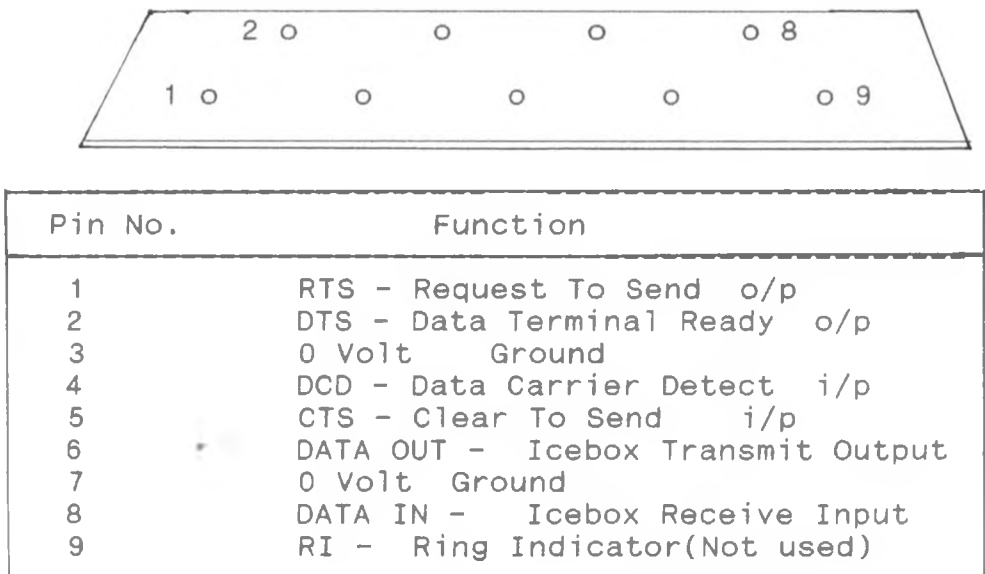 2 8
1 9
Pin No. Function
1 RTS - Request To Send o/p
2 DTS - Data Terminal Ready o/p
3 0 Volt Ground
4 DCD - Data Carrier Detect i/p
5 CTS - Clear To Send i/p
6 DATA OUT - Icebox Transmit Output
7 0 Volt Ground
8 DATA IN - Icebox Receive Input
9 RI - Ring Indicator(Not used)